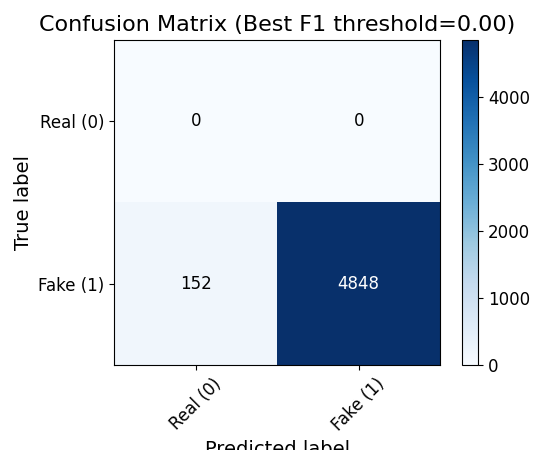 Confusion Matrix (Best F1 threshold=0.00)
True label
Real (0)
0
0
Fake (1)
152
4848
Real (0)
Fake (1)
Predicted label
4000
3000
2000
1000
0